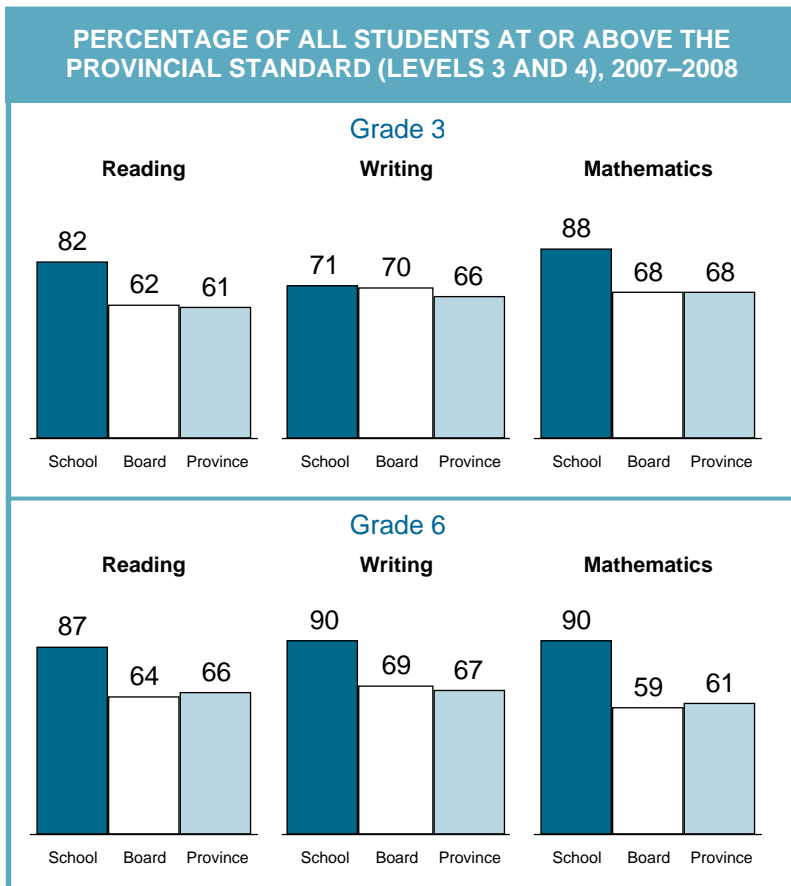 PERCENTAGE OF ALL STUDENTS AT OR ABOVE THE
PROVINCIAL STANDARD (LEVELS 3 AND 4), 2007–2008
Grade 3
Reading Writing Mathematics
82 62 61 71 70 66 88 68 68
School Board Province School Board Province School Board Province
Grade 6
Reading Writing Mathematics
87 64 66 90 69 67 90 59 61
School Board Province School Board Province School Board Province